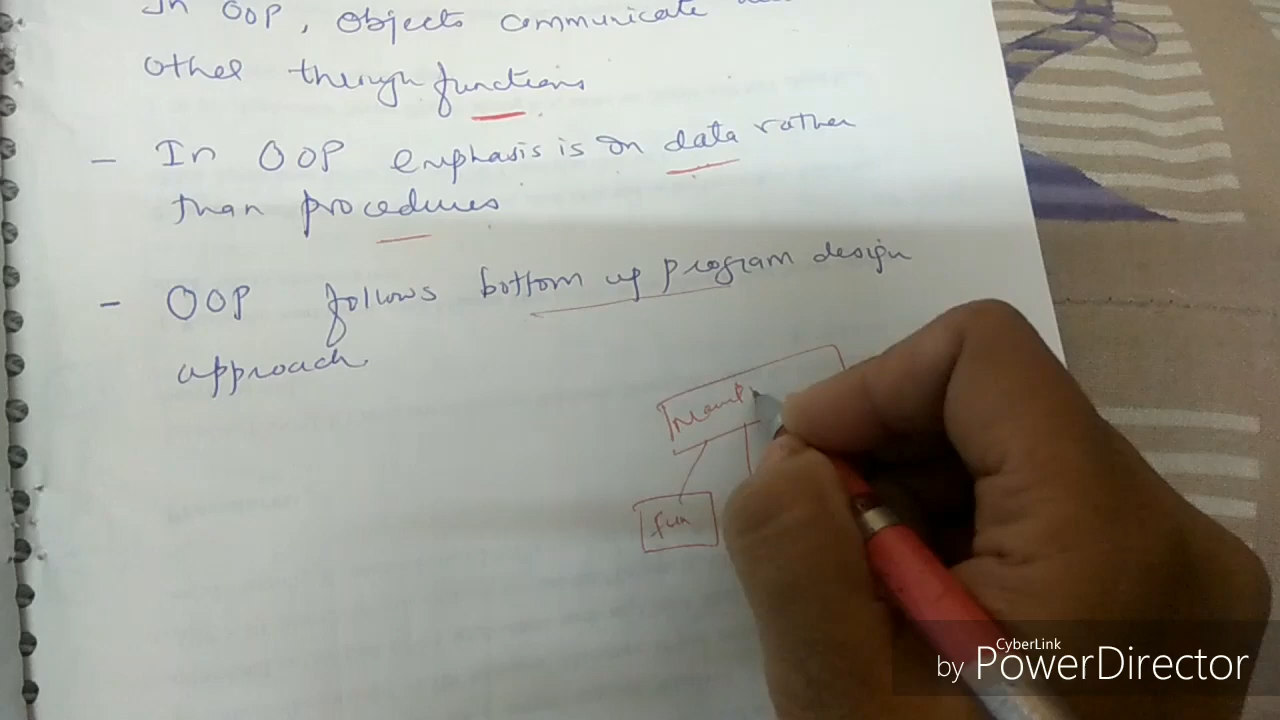 In OOP, Objects communicate
other through functions
- In OOP emphasis is on data rather
than procedures
- OOP follows bottom up program design
approach.
fun
CyberLink
by PowerDirector